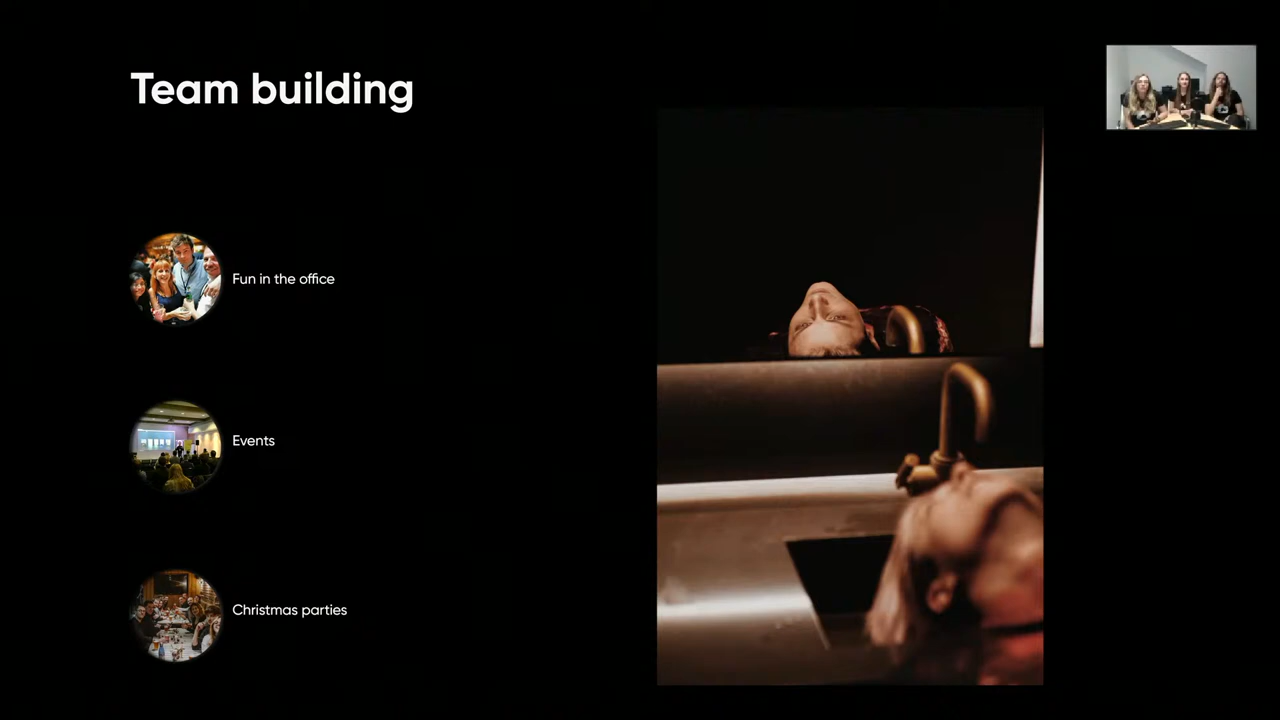 Team building
Fun in the office
Events
Christmas parties